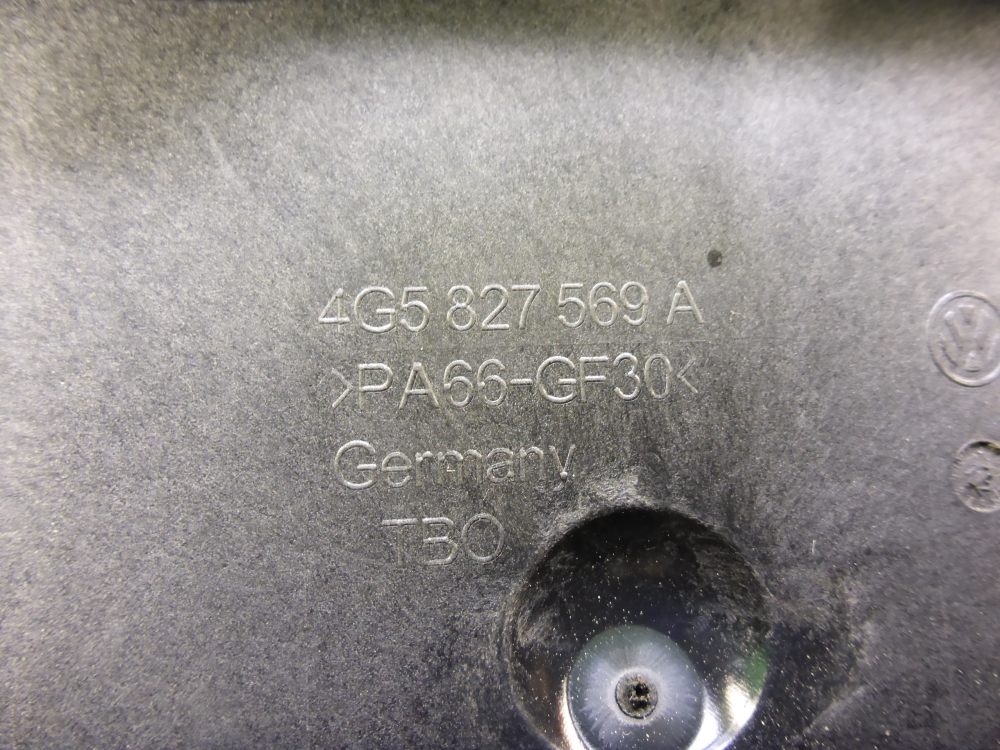 4G5 827 569 A
>PA66-GF30<
Germany
TBO